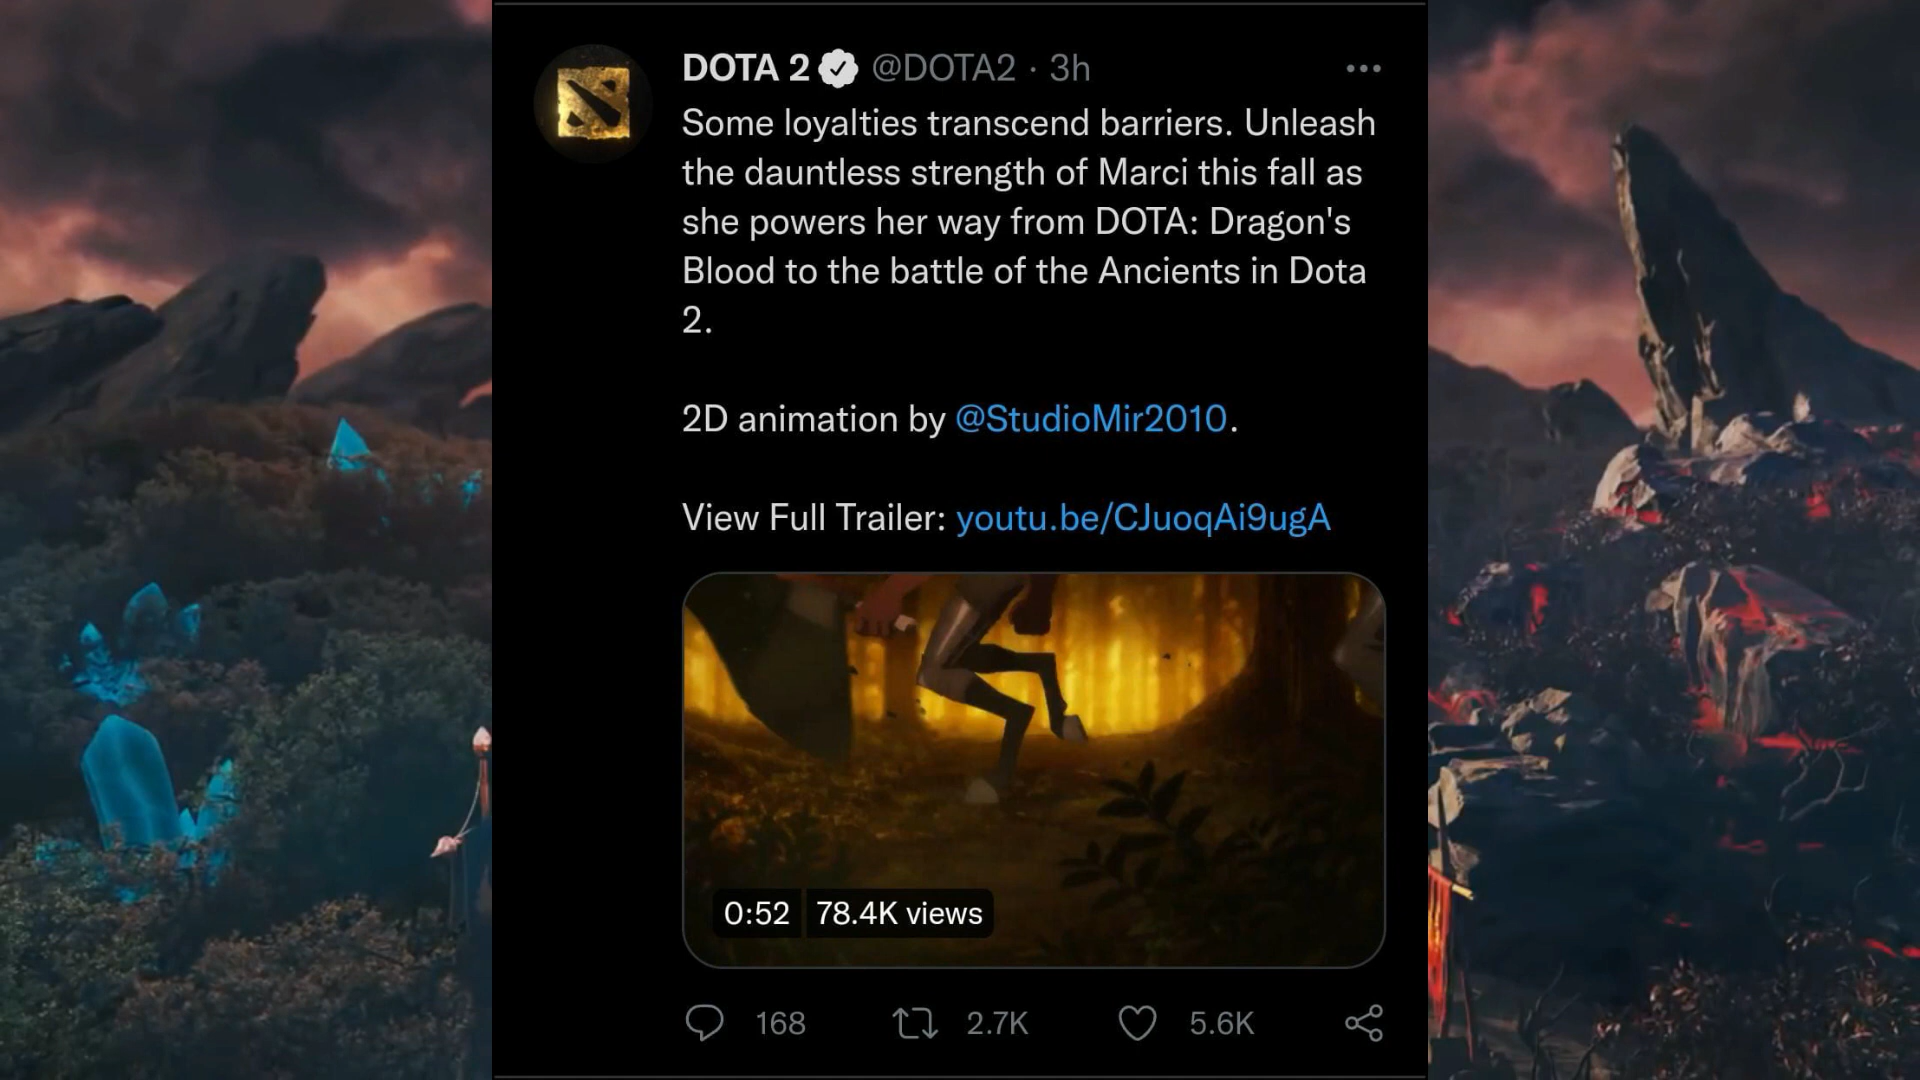 DOTA 2 @DOTA2 · 3h
Some loyalties transcend barriers. Unleash
the dauntless strength of Marci this fall as
she powers her way from DOTA: Dragon's
Blood to the battle of the Ancients in Dota
2.
2D animation by @StudioMir2010.
View Full Trailer: youtu.be/CJuoqAi9ugA
0:52 78.4K views
168 2.7K 5.6K